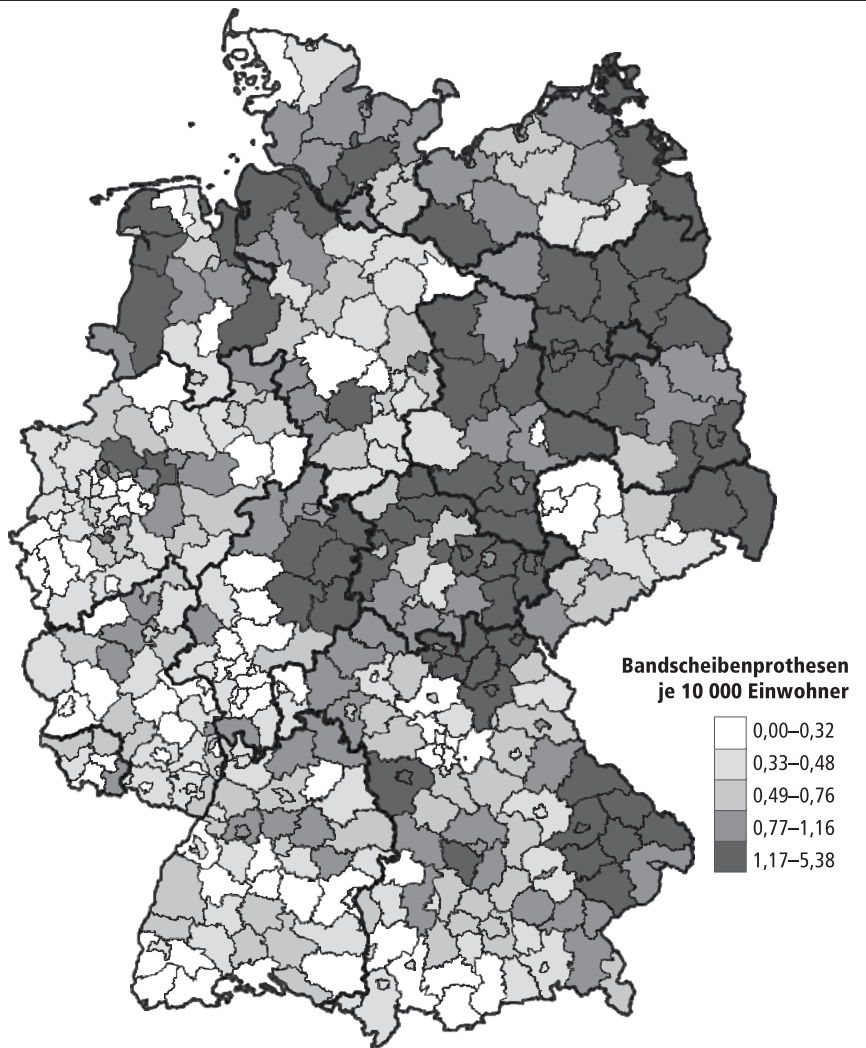 Bandscheibenprothesen
je 10 000 Einwohner
0,00–0,32
0,33–0,48
0,49–0,76
0,77–1,16
1,17–5,38